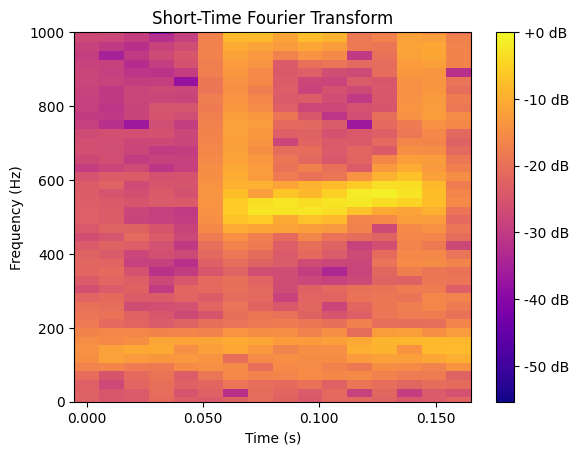 Short-Time Fourier Transform
Frequency (Hz)
1000
800
600
400
200
0
0.000
0.050
0.100
0.150
Time (s)
+0 dB
-10 dB
-20 dB
-30 dB
-40 dB
-50 dB